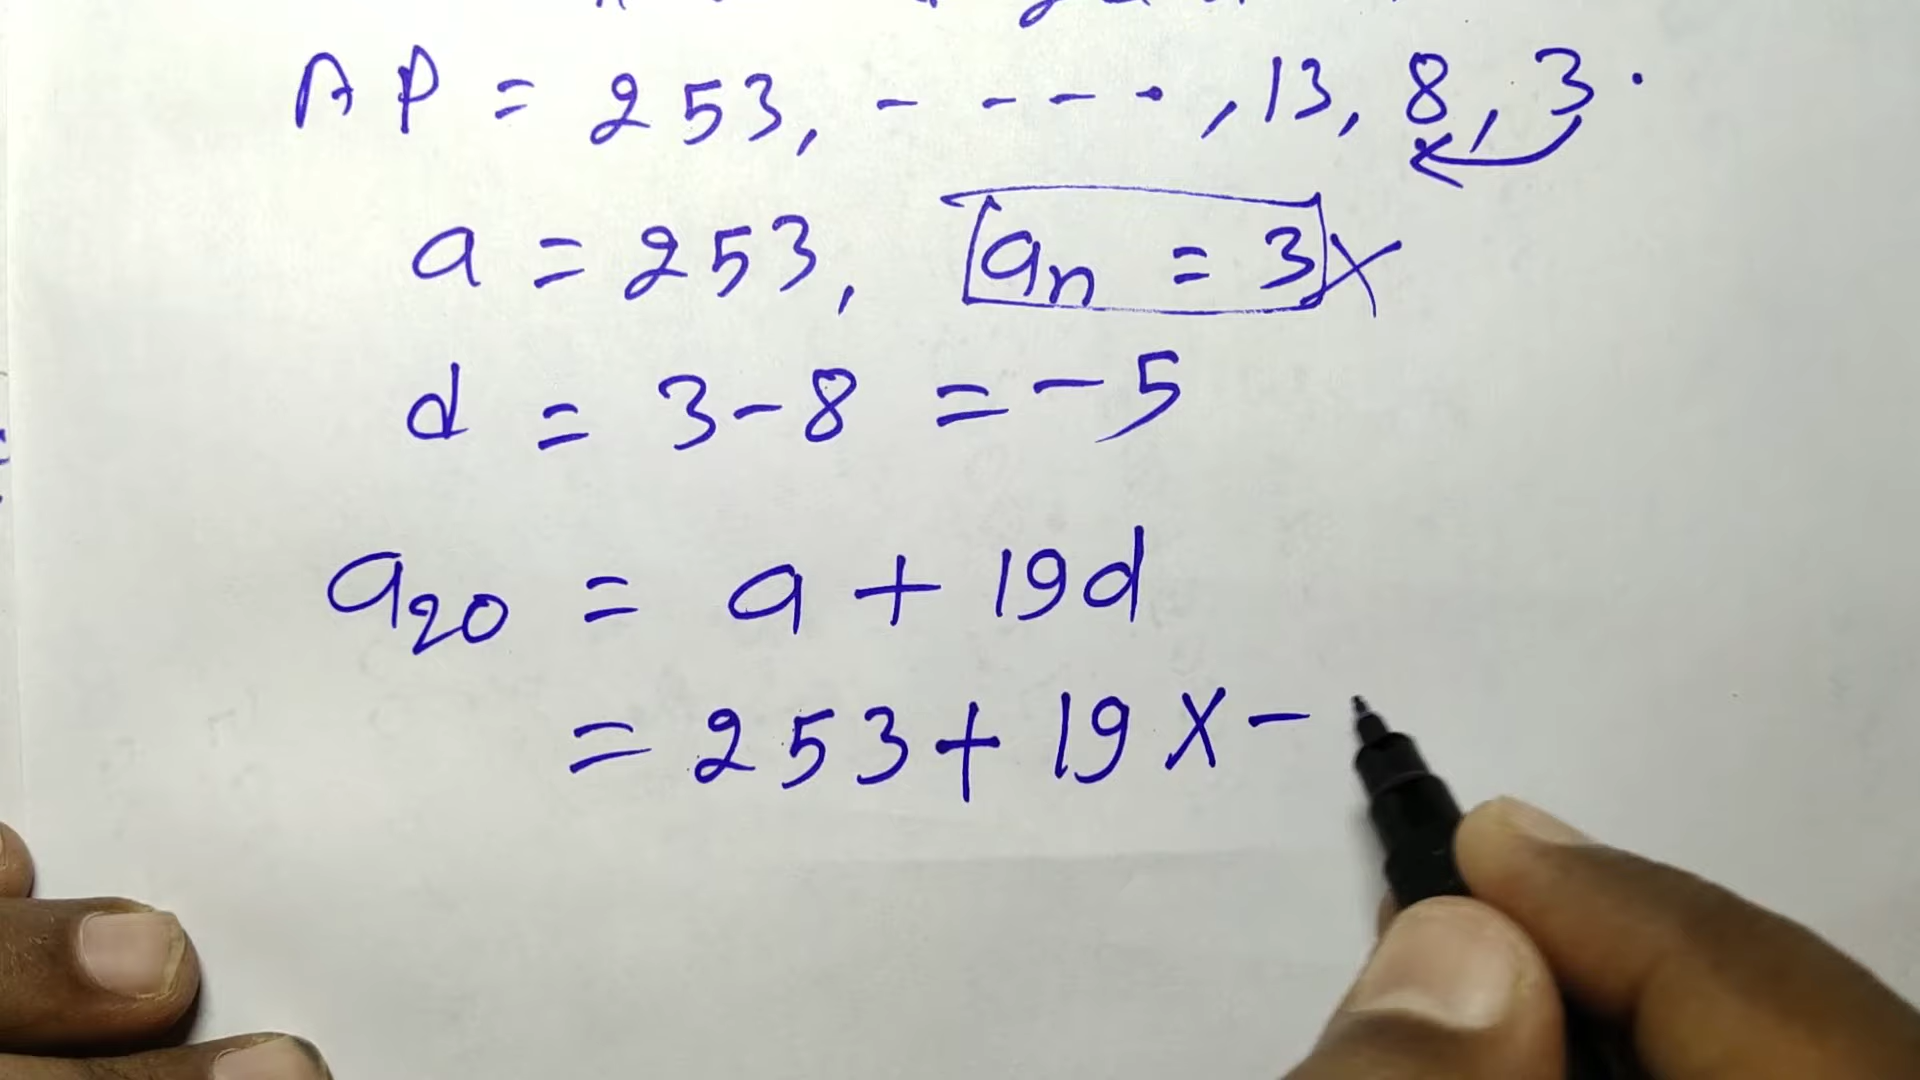 AP = 253, - - - - · , 13, 8, 3 .
a = 253, an = 3 X
d = 3 - 8 = - 5
a20 = a + 19d
= 253 + 19 X -